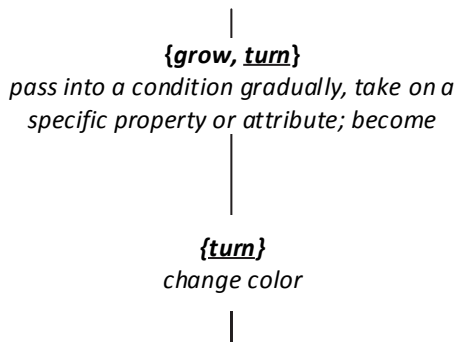 {grow, turn}
pass into a condition gradually, take on a
specific property or attribute; become
{turn}
change color